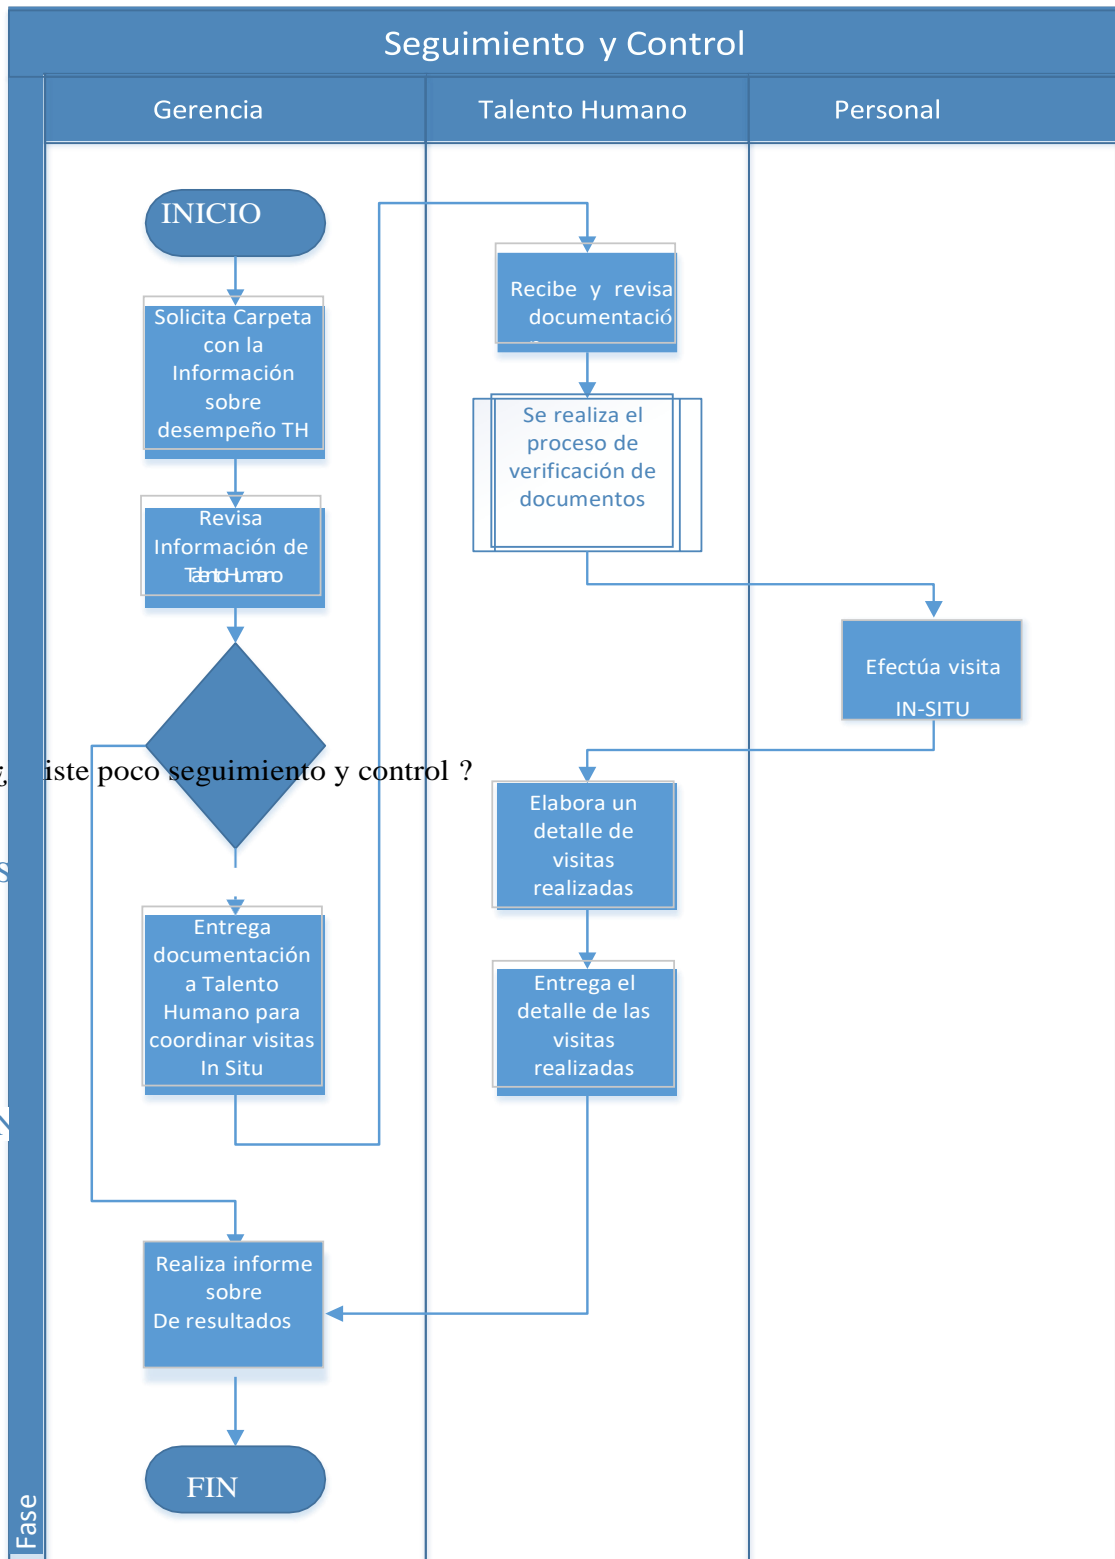 Seguimiento y Control
Gerencia
Talento Humano
Personal
INICIO
Solicita Carpeta
con la
Información
sobre
desempeño TH
Revisa
Información de
Talento Humano
¿ iste poco seguimiento y control ?
S
Entrega
documentación
a Talento
Humano para
coordinar visitas
In Situ
N
Realiza informe
sobre
De resultados
FIN
Recibe y revisa
documentació
Se realiza el
proceso de
verificación de
documentos
Efectúa visita
IN-SITU
Elabora un
detalle de
visitas
realizadas
Entrega el
detalle de las
visitas
realizadas
Fase